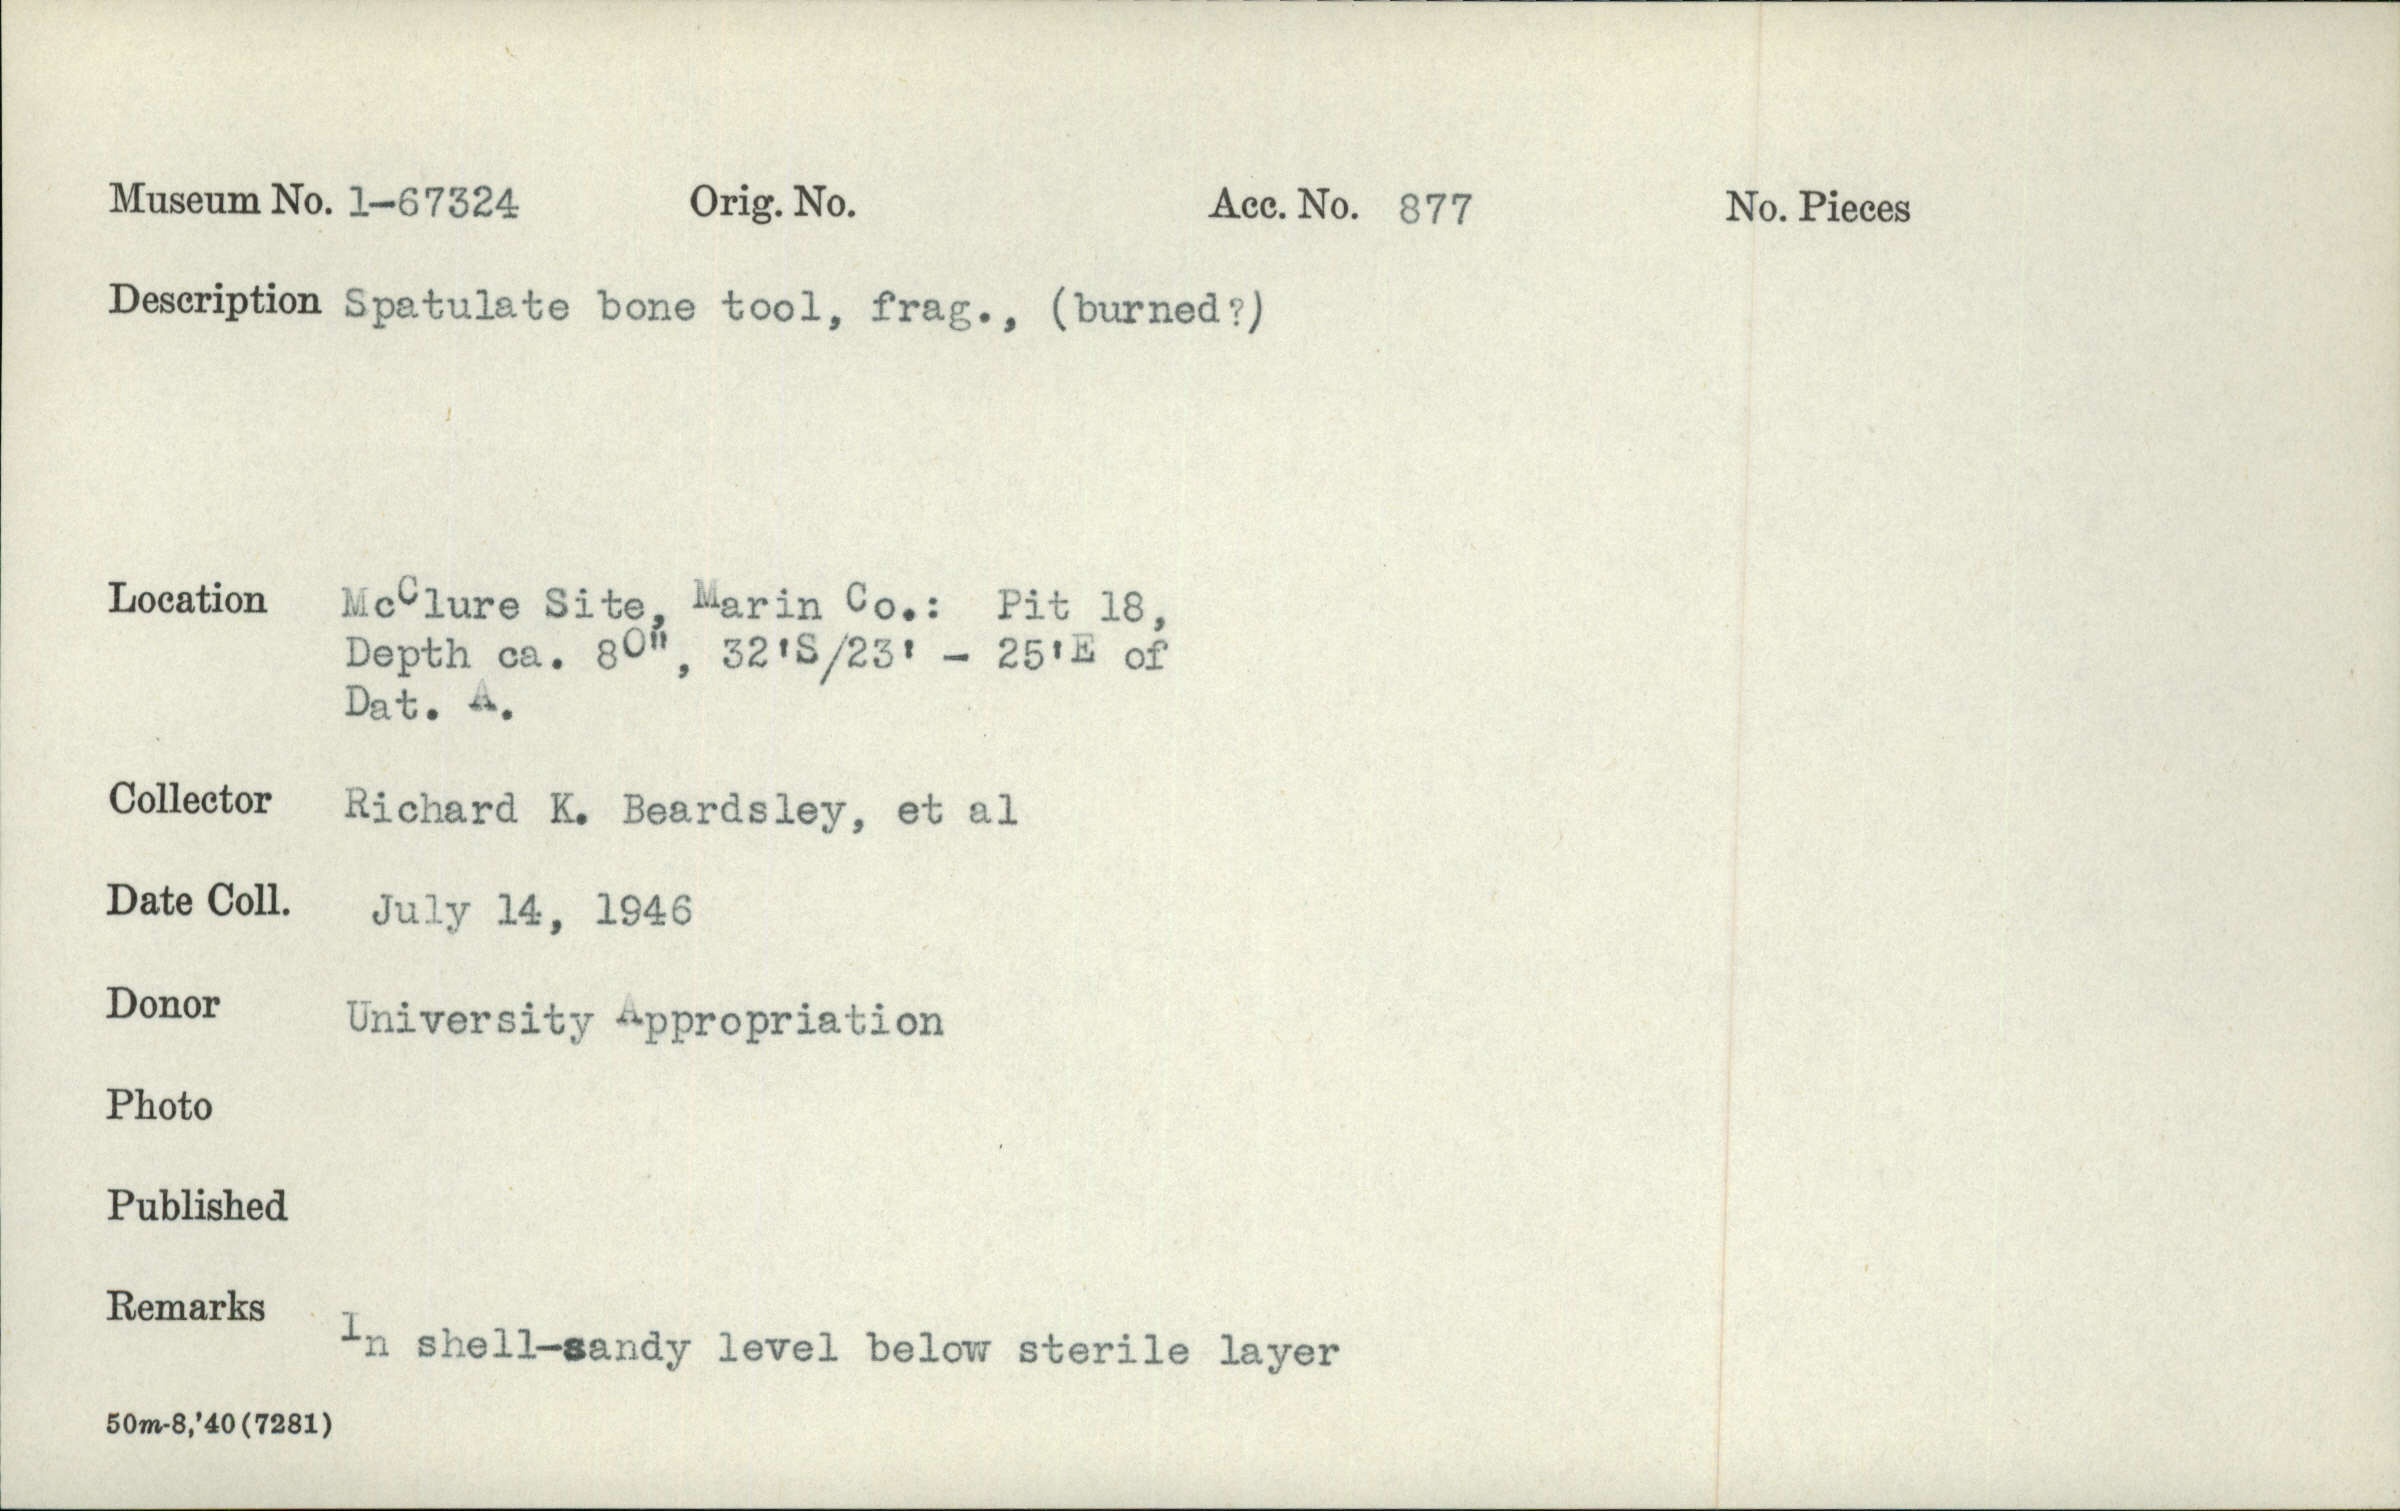 Museum No. 1-67324 Orig. No. Acc. No. 877 No. Pieces
Description Spatulate bone tool, frag., (burned?)
Location McClure Site, Marin Co.: Pit 18,
Depth ca. 80", 32'S/23' - 25'E of
Dat. A.
Collector Richard K. Beardsley, et al
Date Coll. July 14, 1946
Donor University Appropriation
Photo
Published
Remarks In shell-sandy level below sterile layer
50m-8,'40(7281)